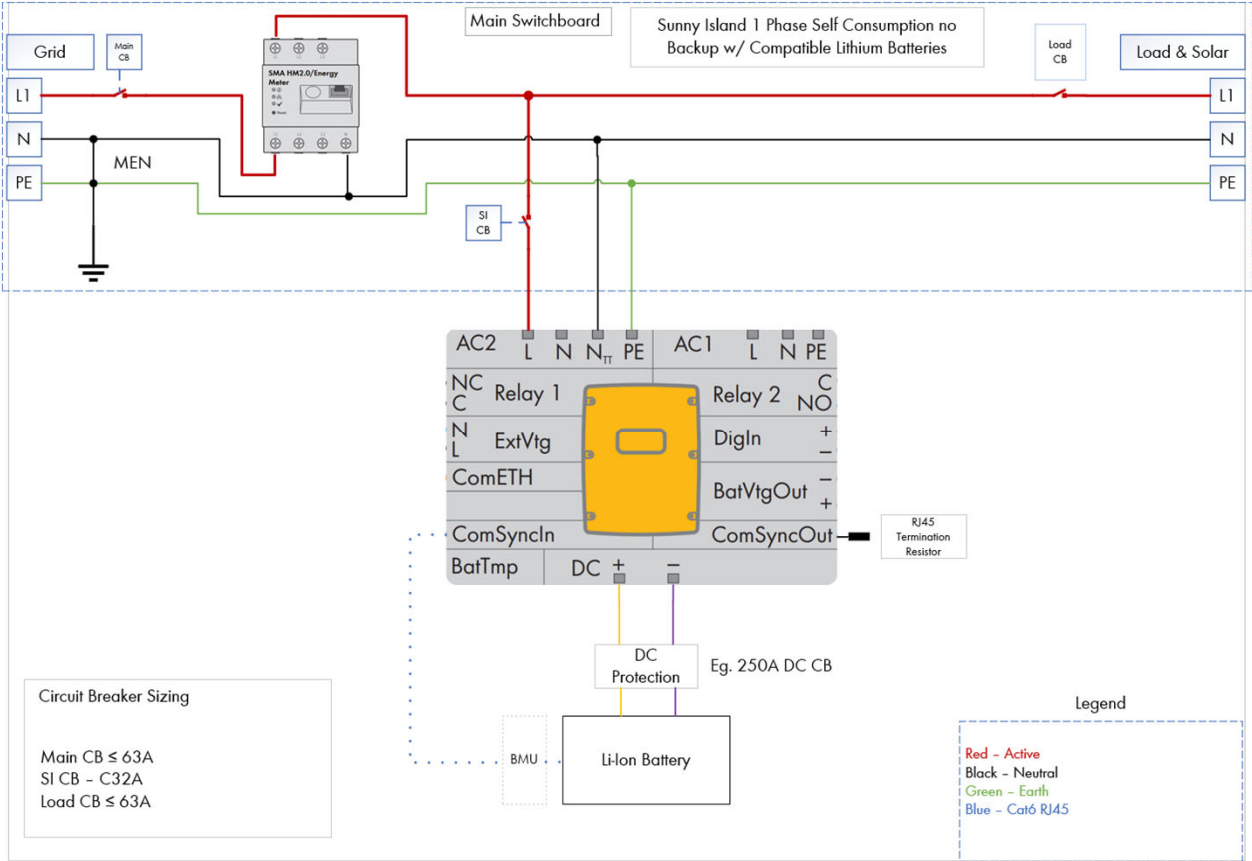 Main Switchboard
Sunny Island 1 Phase Self Consumption no
Backup w/ Compatible Lithium Batteries
Grid
Main
CB
SMA HM2.0/Energy
Meter
Load
CB
Load & Solar
L1
L1
N
N
MEN
PE
PE
SI
CB
AC2
L
N
NTT
PE
AC1
L
N
PE
NC
C
Relay 1
Relay 2
C
NO
N
L
ExtVtg
DigIn
+
−
ComETH
BatVtgOut
−
+
ComSyncIn
ComSyncOut
RJ45
Termination
Resistor
BatTmp
DC
+
−
DC
Protection
Eg. 250A DC CB
BMU
Li-Ion Battery
Circuit Breaker Sizing
Main CB ≤ 63A
SI CB – C32A
Load CB ≤ 63A
Legend
Red – Active
Black – Neutral
Green – Earth
Blue – Cat6 RJ45